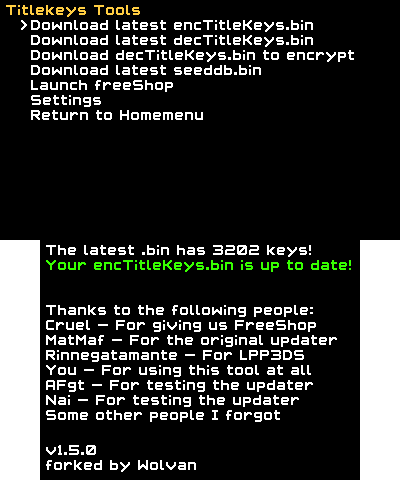 Titlekeys Tools
>Download latest encTitleKeys.bin
Download latest decTitleKeys.bin
Download decTitleKeys.bin to encrypt
Download latest seeddb.bin
Launch freeShop
Settings
Return to Homemenu
The latest .bin has 3202 keys!
Your encTitleKeys.bin is up to date!
Thanks to the following people:
Cruel – For giving us FreeShop
MatMaf – For the original updater
Rinnegatamante – For LPP3DS
You – For using this tool at all
AFgt – For testing the updater
Nai – For testing the updater
Some other people I forgot
v1.5.0
forked by Wolvan